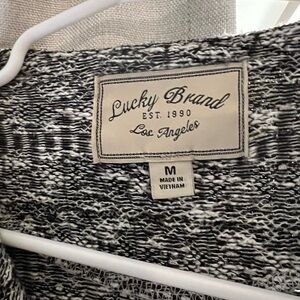 Lucky Brand
EST. 1990
Los Angeles
M
MADE IN
VIETNAM